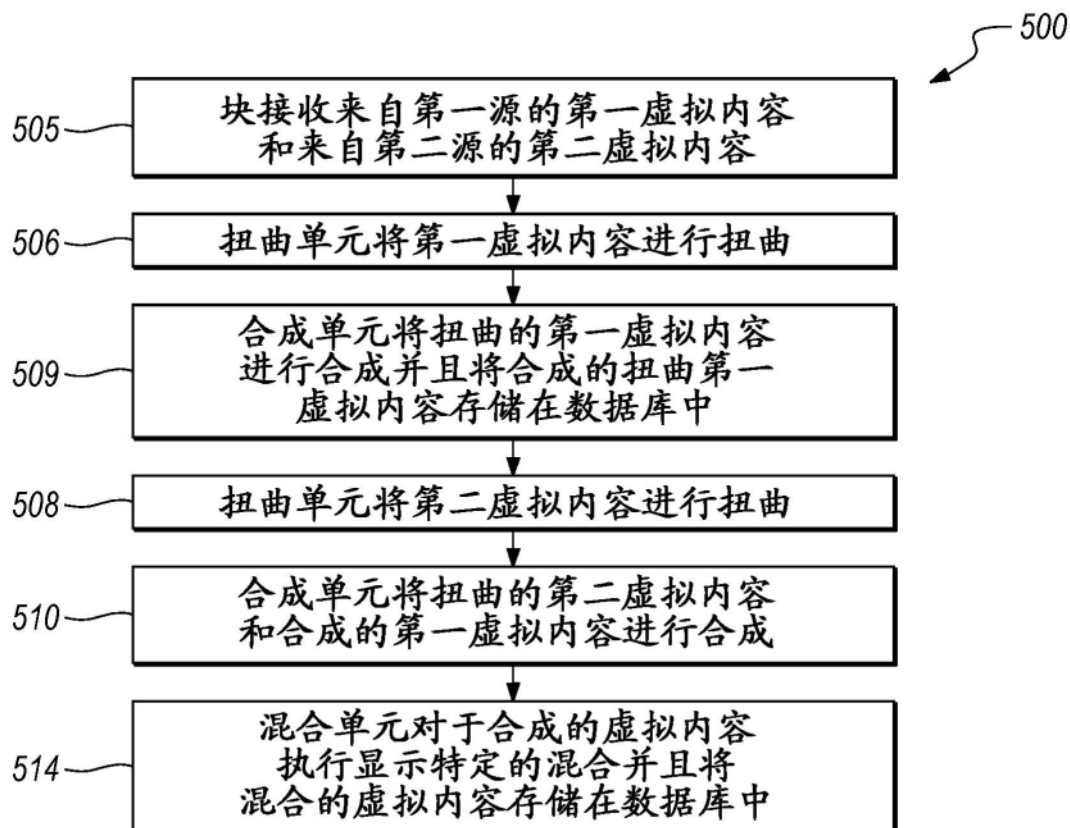 500
505
块接收来自第一源的第一虚拟内容
和来自第二源的第二虚拟内容
506
扭曲单元将第一虚拟内容进行扭曲
509
合成单元将扭曲的第一虚拟内容
进行合成并且将合成的扭曲第一
虚拟内容存储在数据库中
508
扭曲单元将第二虚拟内容进行扭曲
510
合成单元将扭曲的第二虚拟内容
和合成的第一虚拟内容进行合成
514
混合单元对于合成的虚拟内容
执行显示特定的混合并且将
混合的虚拟内容存储在数据库中